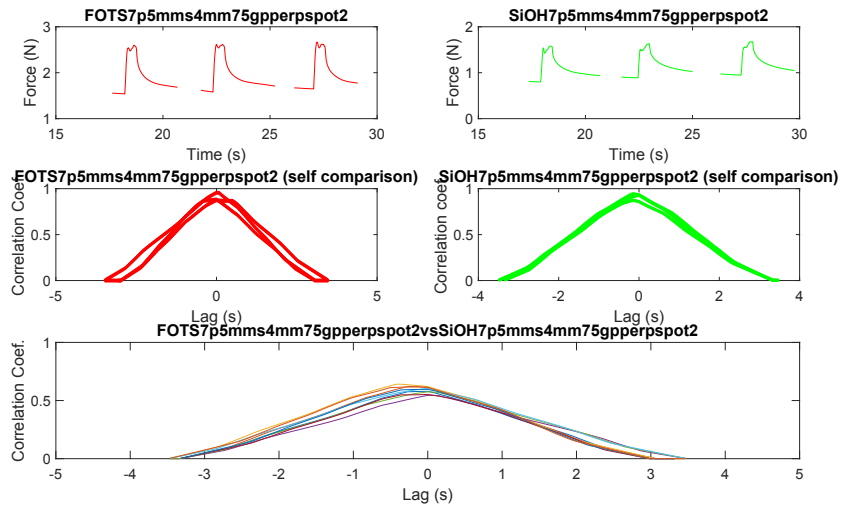 FOTS7p5mms4mm75gpperpspot2
3
2
1
Force (N)
15
20
25
30
Time (s)
SiOH7p5mms4mm75gpperpspot2
2
1
0
Force (N)
15
20
25
30
Time (s)
FOTS7p5mms4mm75gpperpspot2 (self comparison)
1
0.5
0
Correlation Coef.
-5
0
5
Lag (s)
SiOH7p5mms4mm75gpperpspot2 (self comparison)
1
0.5
0
Correlation coef.
-4
-2
0
2
4
Lag (s)
FOTS7p5mms4mm75gpperpspot2vsSiOH7p5mms4mm75gpperpspot2
1
0.5
0
Correlation Coef.
-5
-4
-3
-2
-1
0
1
2
3
4
5
Lag (s)